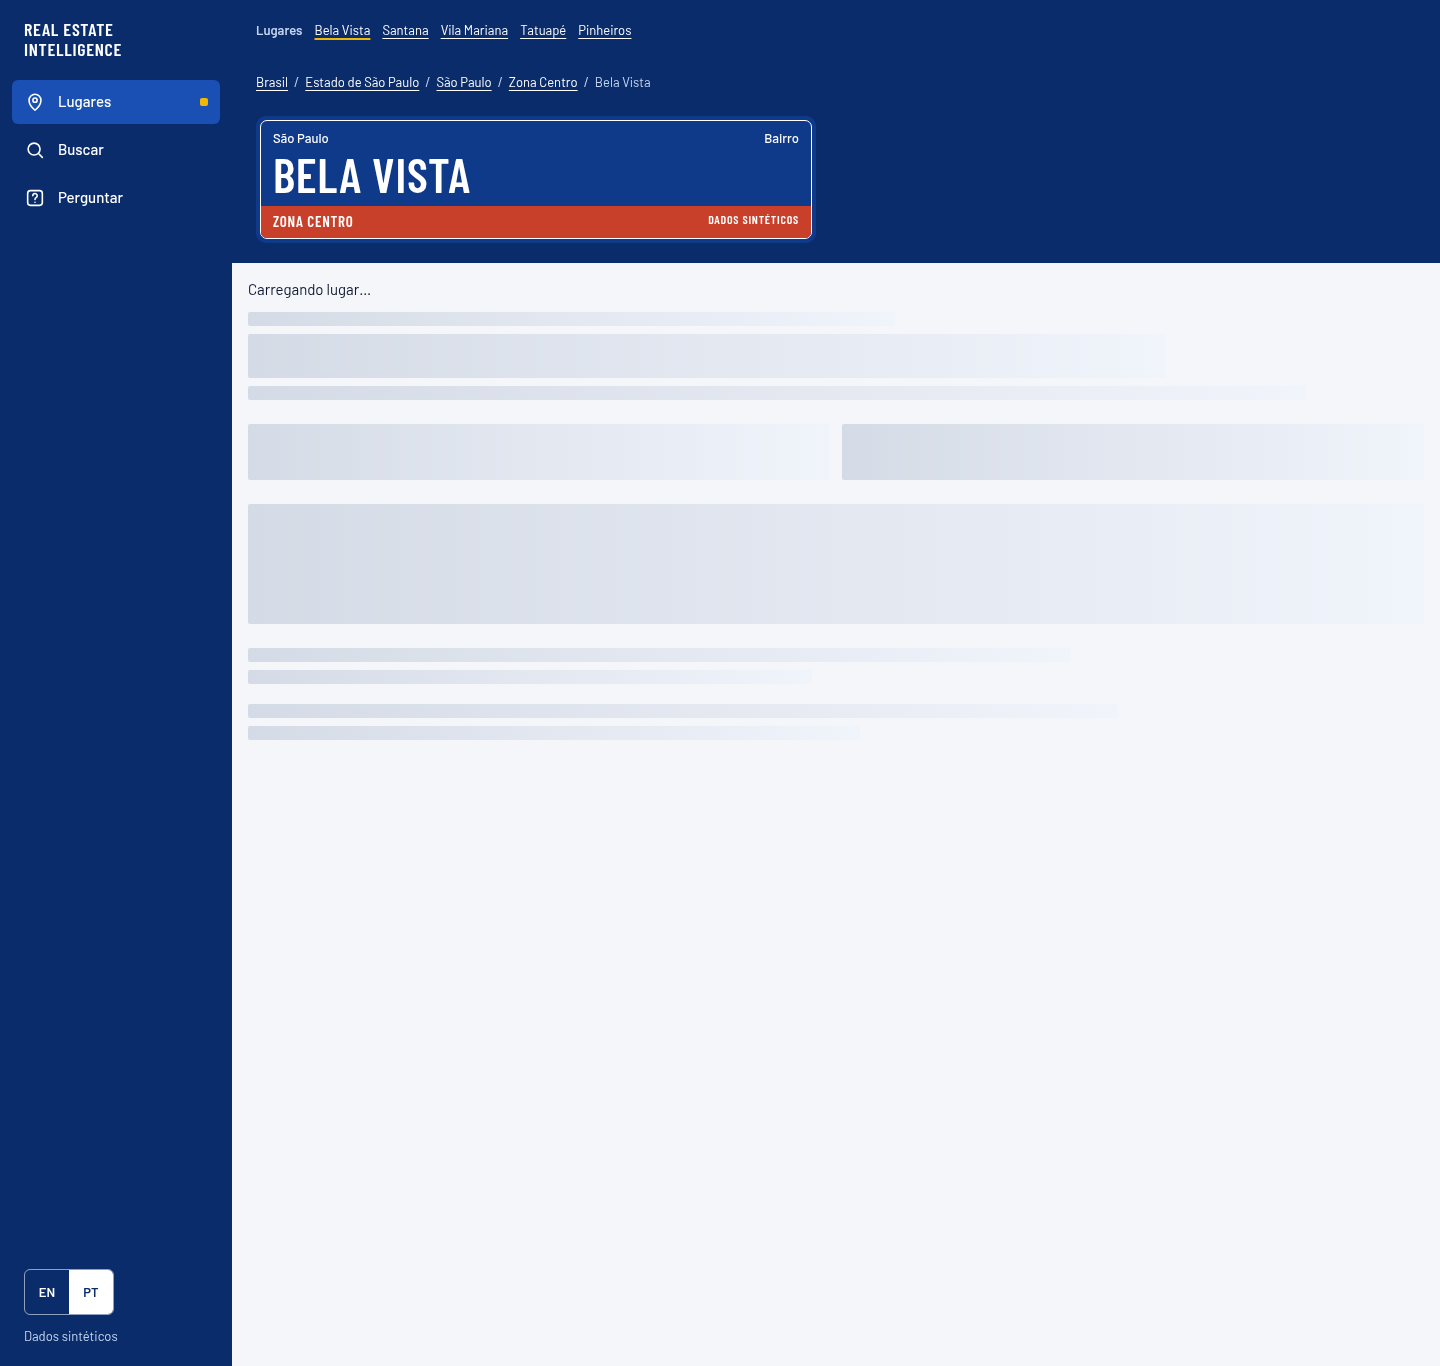 REAL ESTATE
INTELLIGENCE
Lugares
Buscar
Perguntar
Lugares Bela Vista Santana Vila Mariana Tatuapé Pinheiros
Brasil / Estado de São Paulo / São Paulo / Zona Centro / Bela Vista
São Paulo Bairro
BELA VISTA
ZONA CENTRO DADOS SINTÉTICOS
Carregando lugar...
EN PT
Dados sintéticos